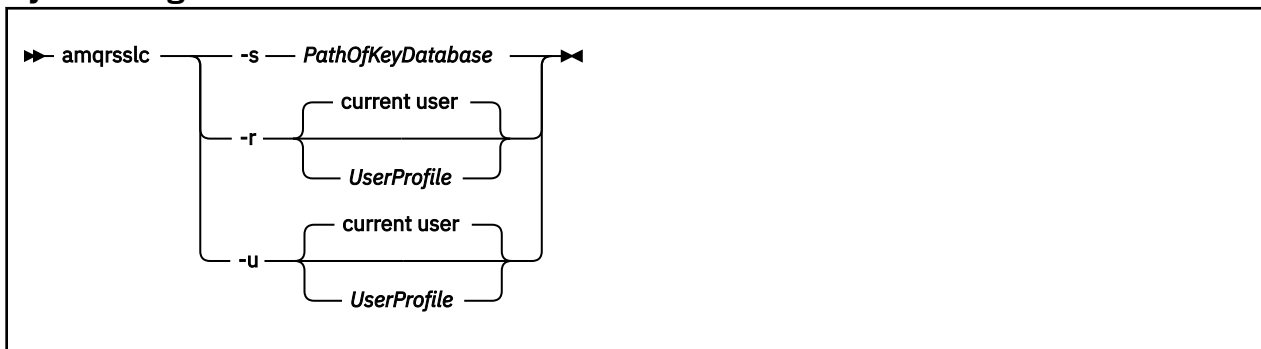 amqrsslc -s PathOfKeyDatabase
current user
-r
UserProfile
current user
-u
UserProfile